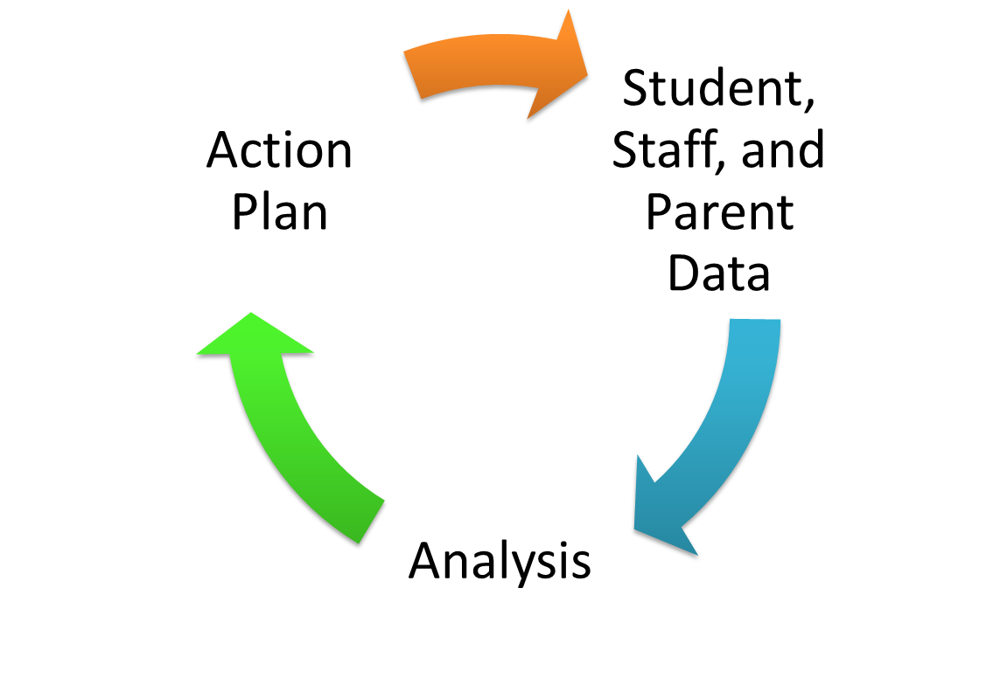 Action
Plan
Student,
Staff, and
Parent
Data
Analysis